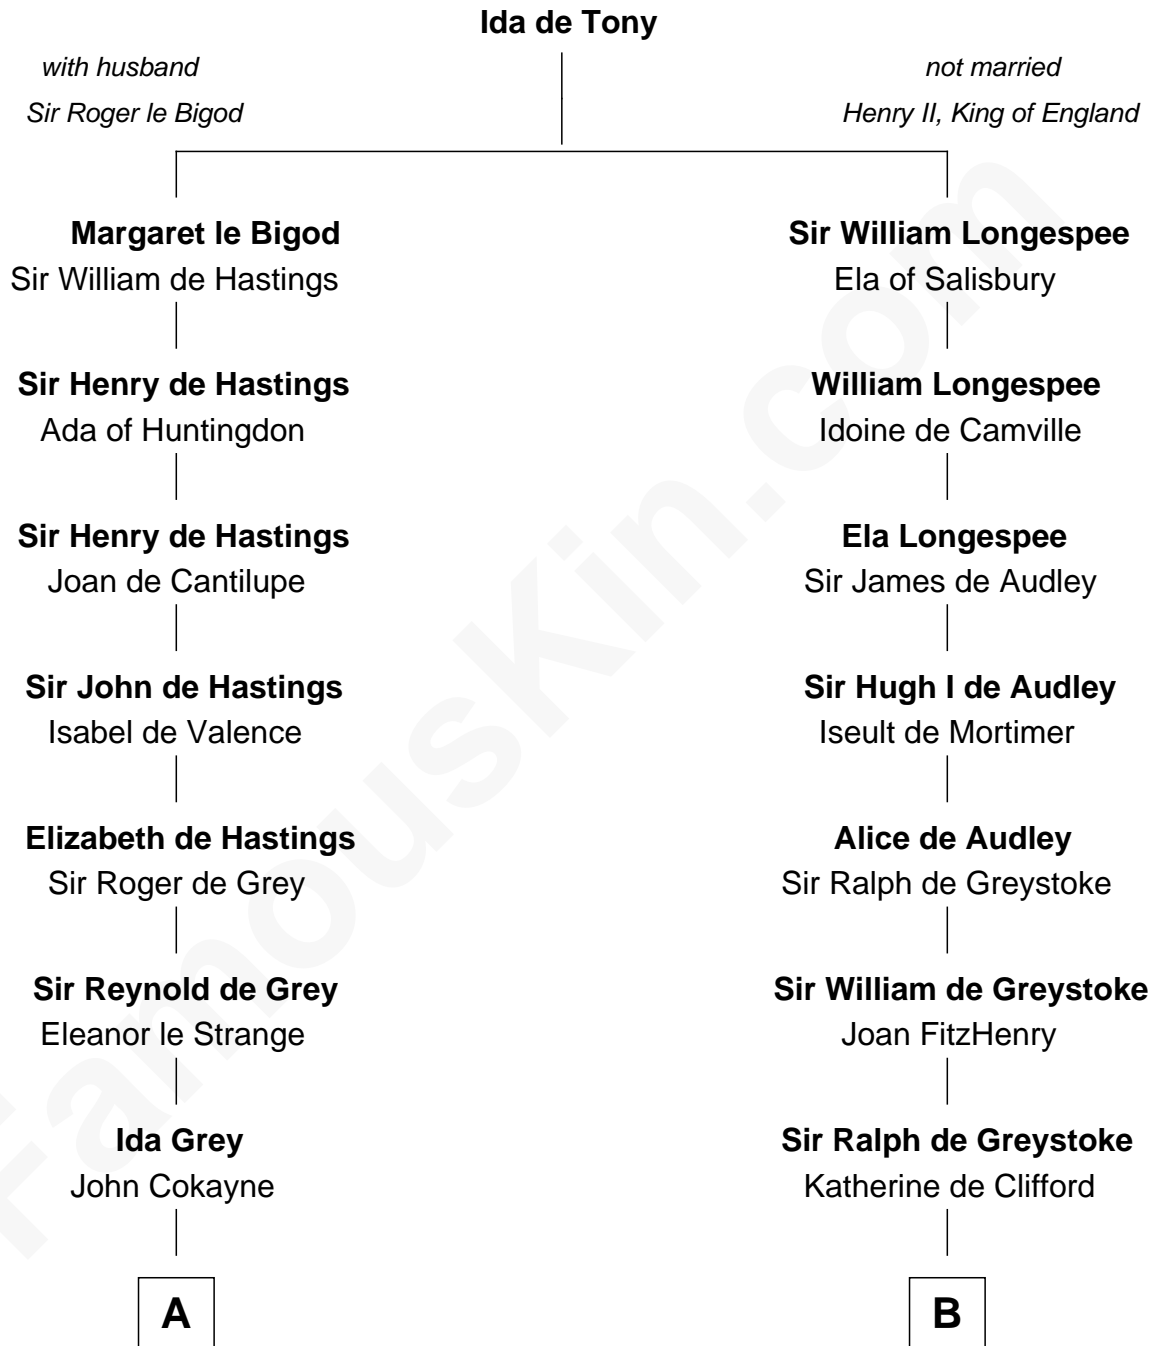 Ida de Tony
with husband
Sir Roger le Bigod
not married
Henry II, King of England
Margaret le Bigod
Sir William de Hastings
Sir William Longespee
Ela of Salisbury
Sir Henry de Hastings
Ada of Huntingdon
William Longespee
Idoine de Camville
Sir Henry de Hastings
Joan de Cantilupe
Ela Longespee
Sir James de Audley
Sir John de Hastings
Isabel de Valence
Sir Hugh I de Audley
Iseult de Mortimer
Elizabeth de Hastings
Sir Roger de Grey
Alice de Audley
Sir Ralph de Greystoke
Sir Reynold de Grey
Eleanor le Strange
Sir William de Greystoke
Joan FitzHenry
Ida Grey
John Cokayne
Sir Ralph de Greystoke
Katherine de Clifford
A
B
FamousKin.com